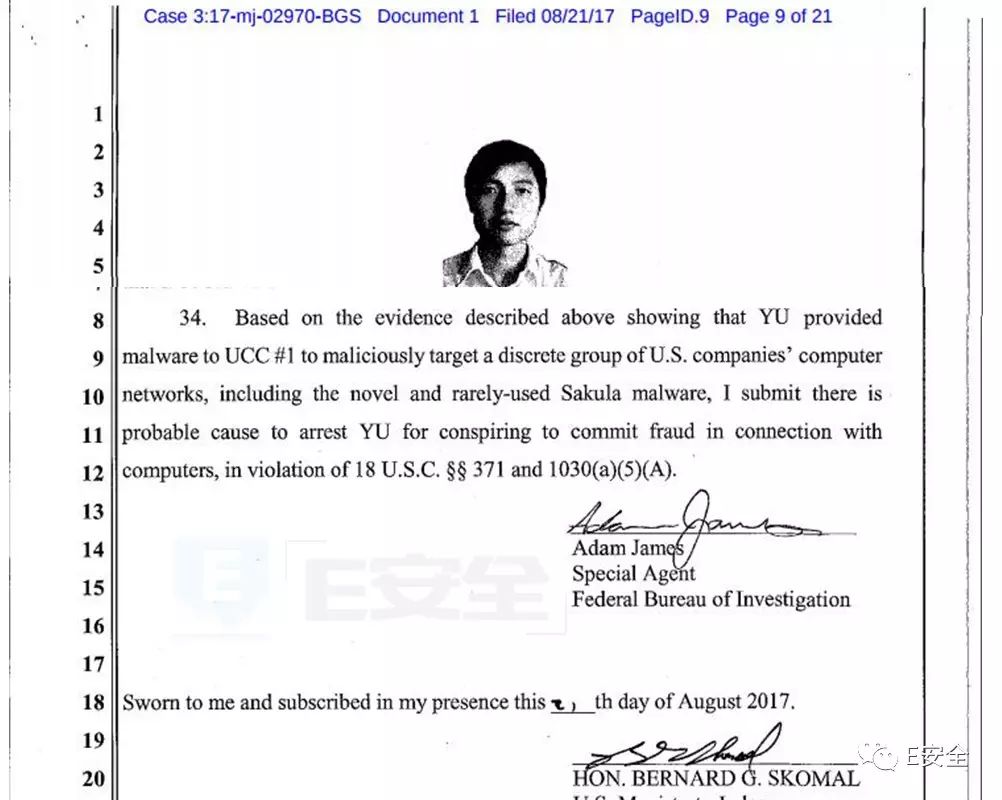 Case 3:17-mj-02970-BGS Document 1 Filed 08/21/17 PageID.9 Page 9 of 21
1
2
3
4
5
8 34. Based on the evidence described above showing that YU provided
9 malware to UCC #1 to maliciously target a discrete group of U.S. companies' computer
10 networks, including the novel and rarely-used Sakula malware, I submit there is
11 probable cause to arrest YU for conspiring to commit fraud in connection with
12 computers, in violation of 18 U.S.C. §§ 371 and 1030(a)(5)(A).
13 Adam James
14 Adam James
Special Agent
15 Federal Bureau of Investigation
E安全
16
17
18 Sworn to me and subscribed in my presence this 21 th day of August 2017.
19
E安全
20 HON. BERNARD G. SKOMAL